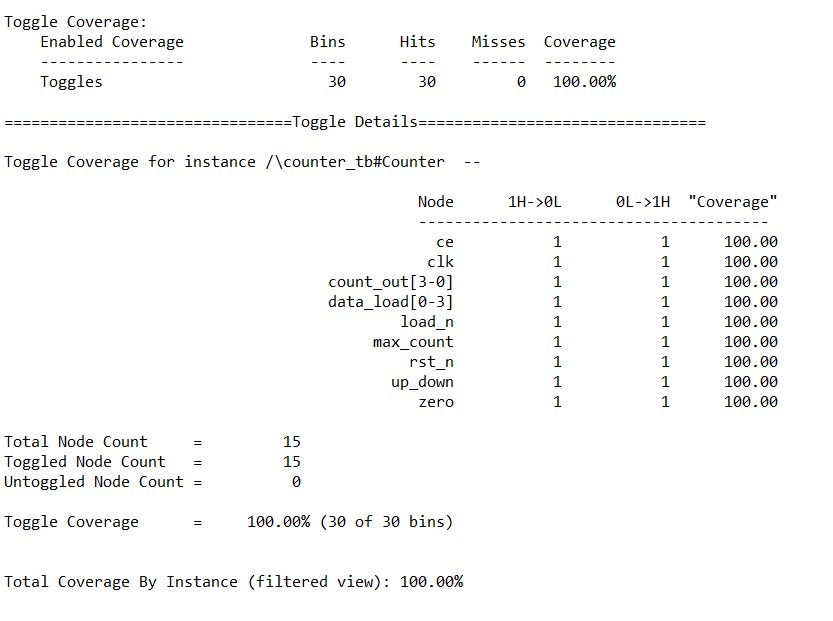 Toggle Coverage:
    Enabled Coverage              Bins      Hits    Misses  Coverage
    ----------------              ----      ----    ------  --------
    Toggles                         30        30         0   100.00%
================================Toggle Details================================
Toggle Coverage for instance /\counter_tb#Counter  --
                                              Node      1H->0L      0L->1H  "Coverage"
                                              ---------------------------------------
                                                ce           1           1      100.00
                                               clk           1           1      100.00
                                    count_out[3-0]           1           1      100.00
                                    data_load[0-3]           1           1      100.00
                                            load_n           1           1      100.00
                                         max_count           1           1      100.00
                                             rst_n           1           1      100.00
                                           up_down           1           1      100.00
                                              zero           1           1      100.00
Total Node Count     =         15
Toggled Node Count   =         15
Untoggled Node Count =          0
Toggle Coverage      =     100.00% (30 of 30 bins)
Total Coverage By Instance (filtered view): 100.00%